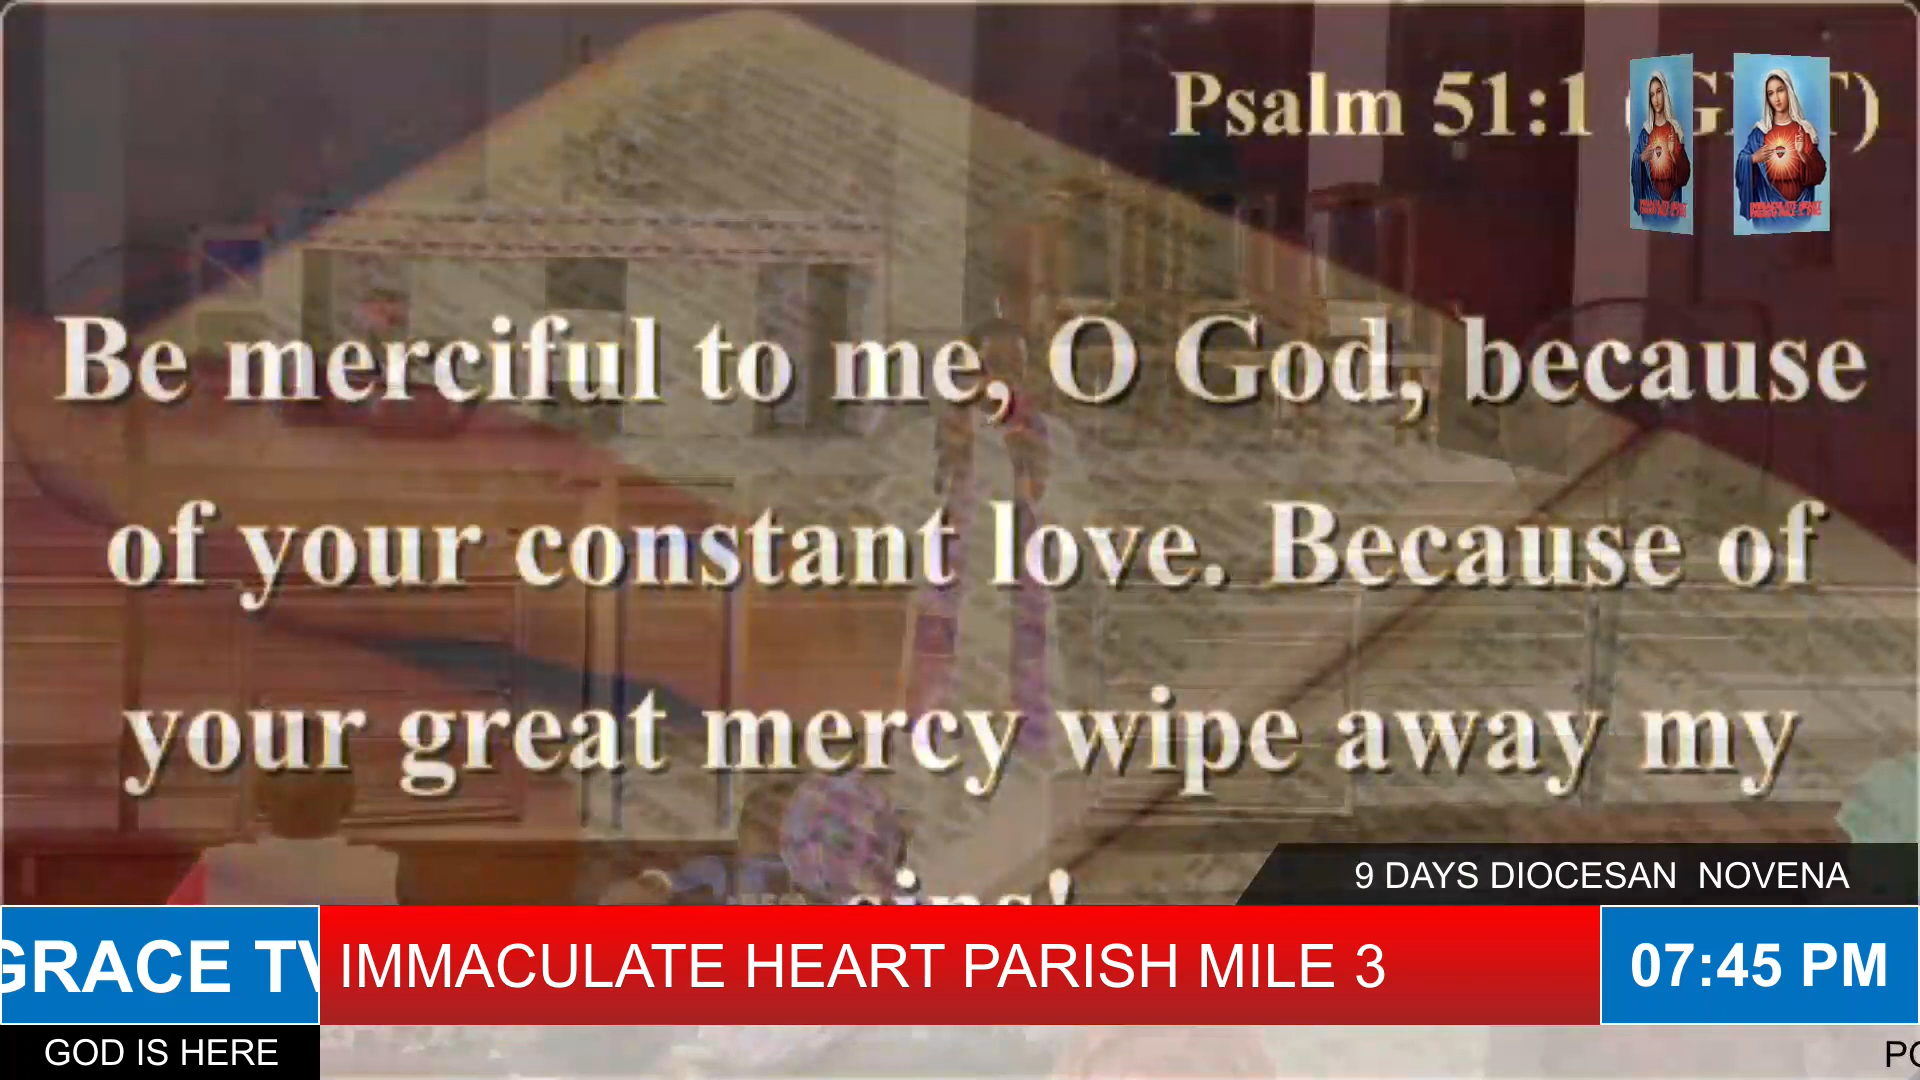 Psalm 51:1
Be merciful to me, O God, because
of your constant love. Because of
your great mercy wipe away my
sins!
9 DAYS DIOCESAN NOVENA
GRACE TV
IMMACULATE HEART PARISH MILE 3
07:45 PM
GOD IS HERE